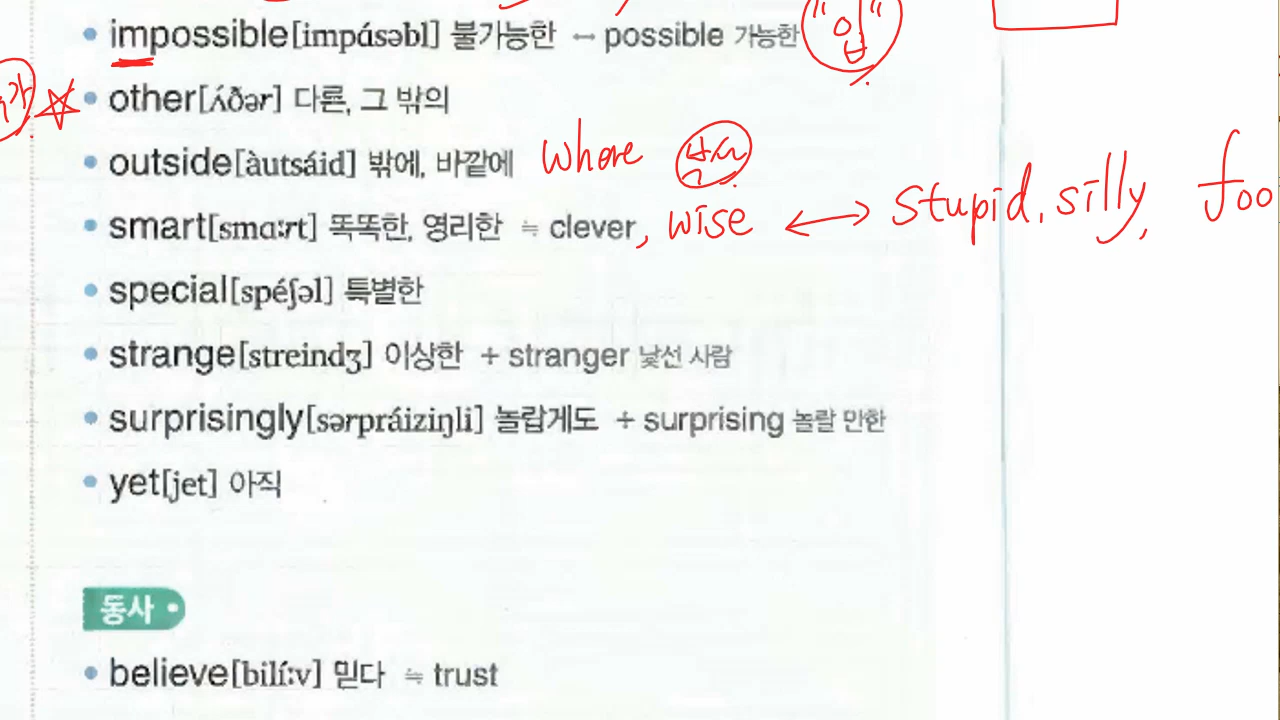 impossible[impásəbl] 불가능한 ↔ possible 가능한 "입"
other[ʌ́ðər] 다른, 그 밖의
outside[àutsáid] 밖에, 바깥에 where
smart[smɑːrt] 똑똑한, 영리한 ≒ clever, wise ↔ stupid, silly, foo
special[spéʃəl] 특별한
strange[streindʒ] 이상한 + stranger 낯선 사람
surprisingly[sərpráiziŋli] 놀랍게도 + surprising 놀랄 만한
yet[jet] 아직
동사
believe[bilíːv] 믿다 ≒ trust